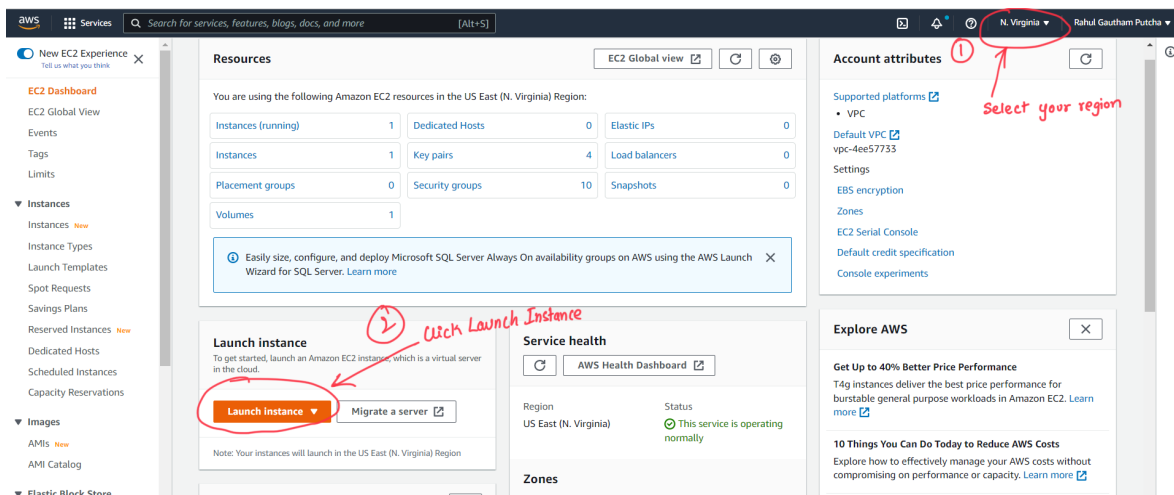 aws
Services
Search for services, features, blogs, docs, and more
[Alt+S]
N. Virginia ▼
Rahul Gautham Putcha ▼
New EC2 Experience
Tell us what you think
EC2 Dashboard
EC2 Global View
Events
Tags
Limits
▼ Instances
Instances New
Instance Types
Launch Templates
Spot Requests
Savings Plans
Reserved Instances New
Dedicated Hosts
Scheduled Instances
Capacity Reservations
▼ Images
AMIs New
AMI Catalog
▼ Elastic Block Store
Resources
EC2 Global view
You are using the following Amazon EC2 resources in the US East (N. Virginia) Region:
Instances (running) 1
Dedicated Hosts 0
Elastic IPs 0
Instances 1
Key pairs 4
Load balancers 0
Placement groups 0
Security groups 10
Snapshots 0
Volumes 1
Easily size, configure, and deploy Microsoft SQL Server Always On availability groups on AWS using the AWS Launch
Wizard for SQL Server. Learn more
2 Click Launch Instance
Launch instance
To get started, launch an Amazon EC2 instance, which is a virtual server
in the cloud.
Launch instance ▼
Migrate a server
Note: Your instances will launch in the US East (N. Virginia) Region
Service health
AWS Health Dashboard
Region
Status
US East (N. Virginia)
This service is operating
normally
Zones
1
Select your region
Account attributes
Supported platforms
• VPC
Default VPC
vpc-4ee57733
Settings
EBS encryption
Zones
EC2 Serial Console
Default credit specification
Console experiments
Explore AWS
Get Up to 40% Better Price Performance
T4g instances deliver the best price performance for
burstable general purpose workloads in Amazon EC2. Learn
more
10 Things You Can Do Today to Reduce AWS Costs
Explore how to effectively manage your AWS costs without
compromising on performance or capacity. Learn more